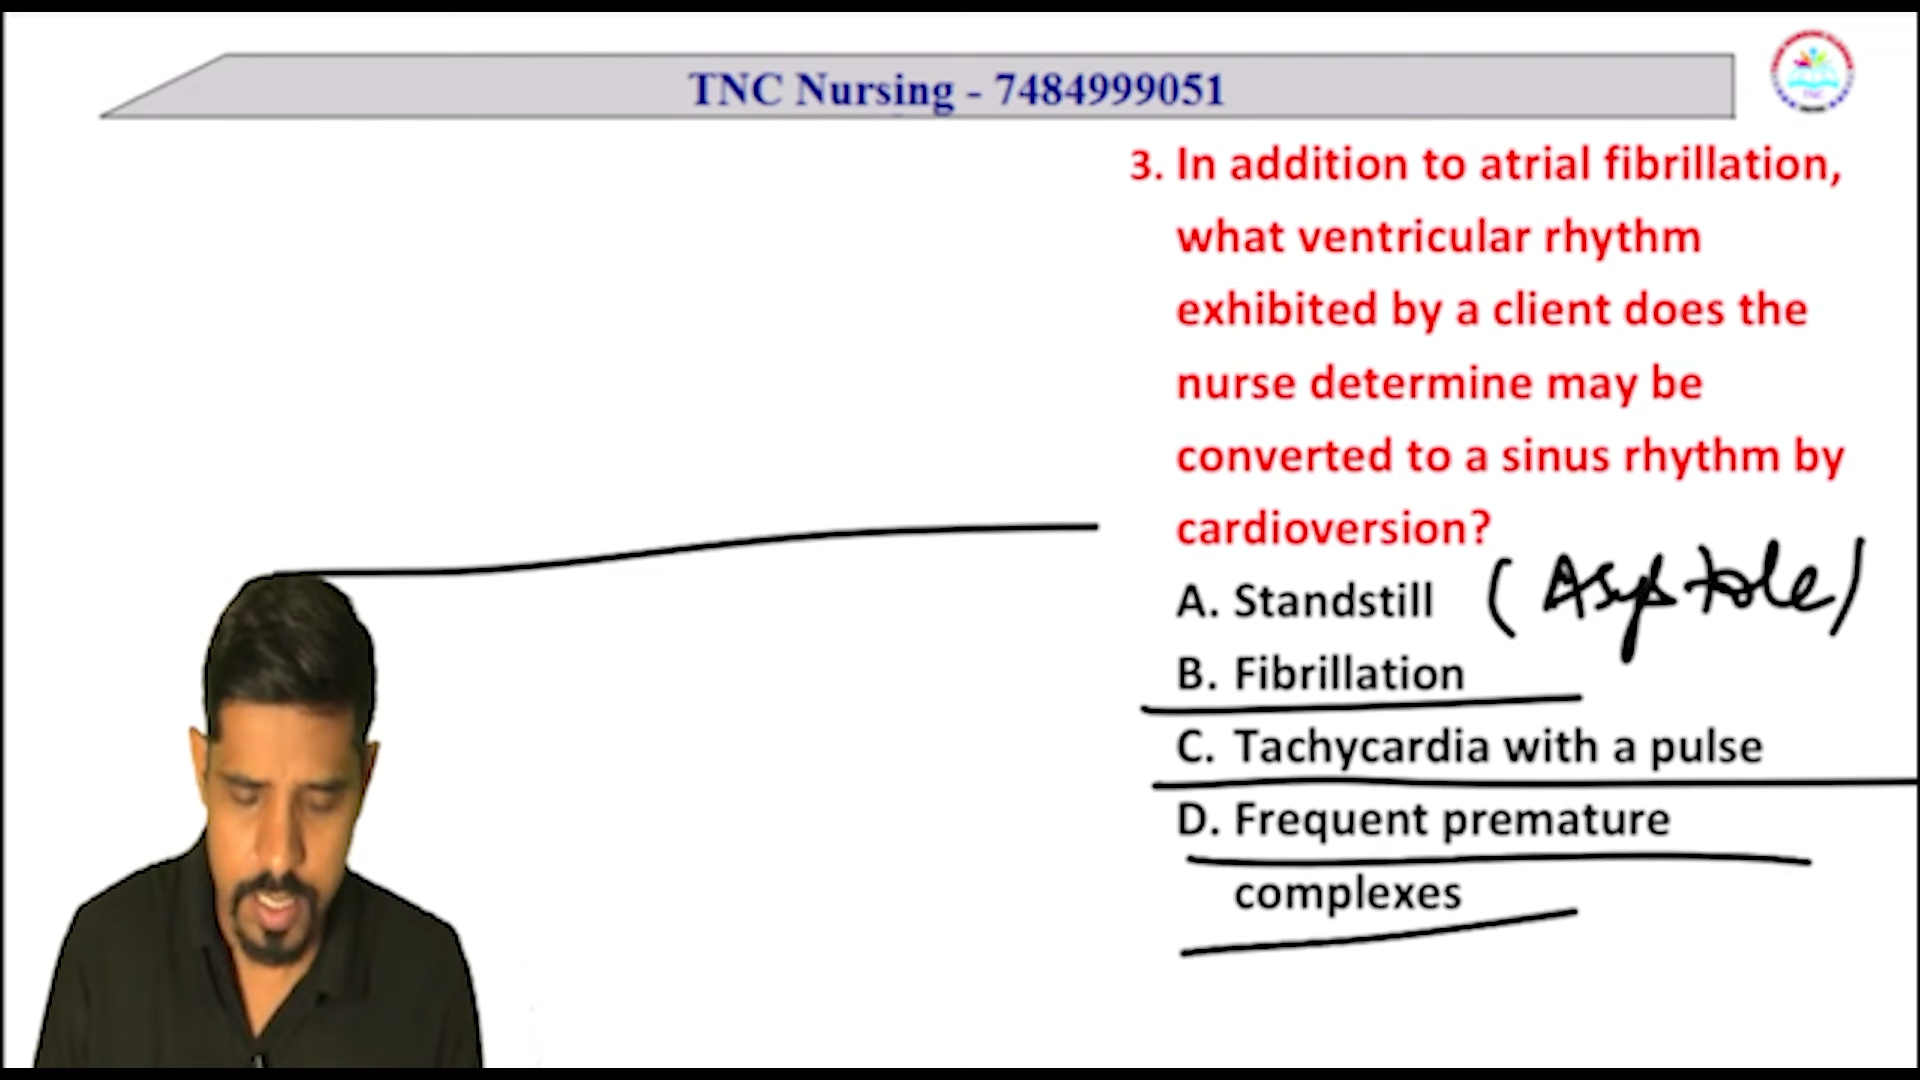 TNC Nursing - 7484999051
3. In addition to atrial fibrillation,
what ventricular rhythm
exhibited by a client does the
nurse determine may be
converted to a sinus rhythm by
cardioversion?
A. Standstill (Asystole)
B. Fibrillation
C. Tachycardia with a pulse
D. Frequent premature
complexes